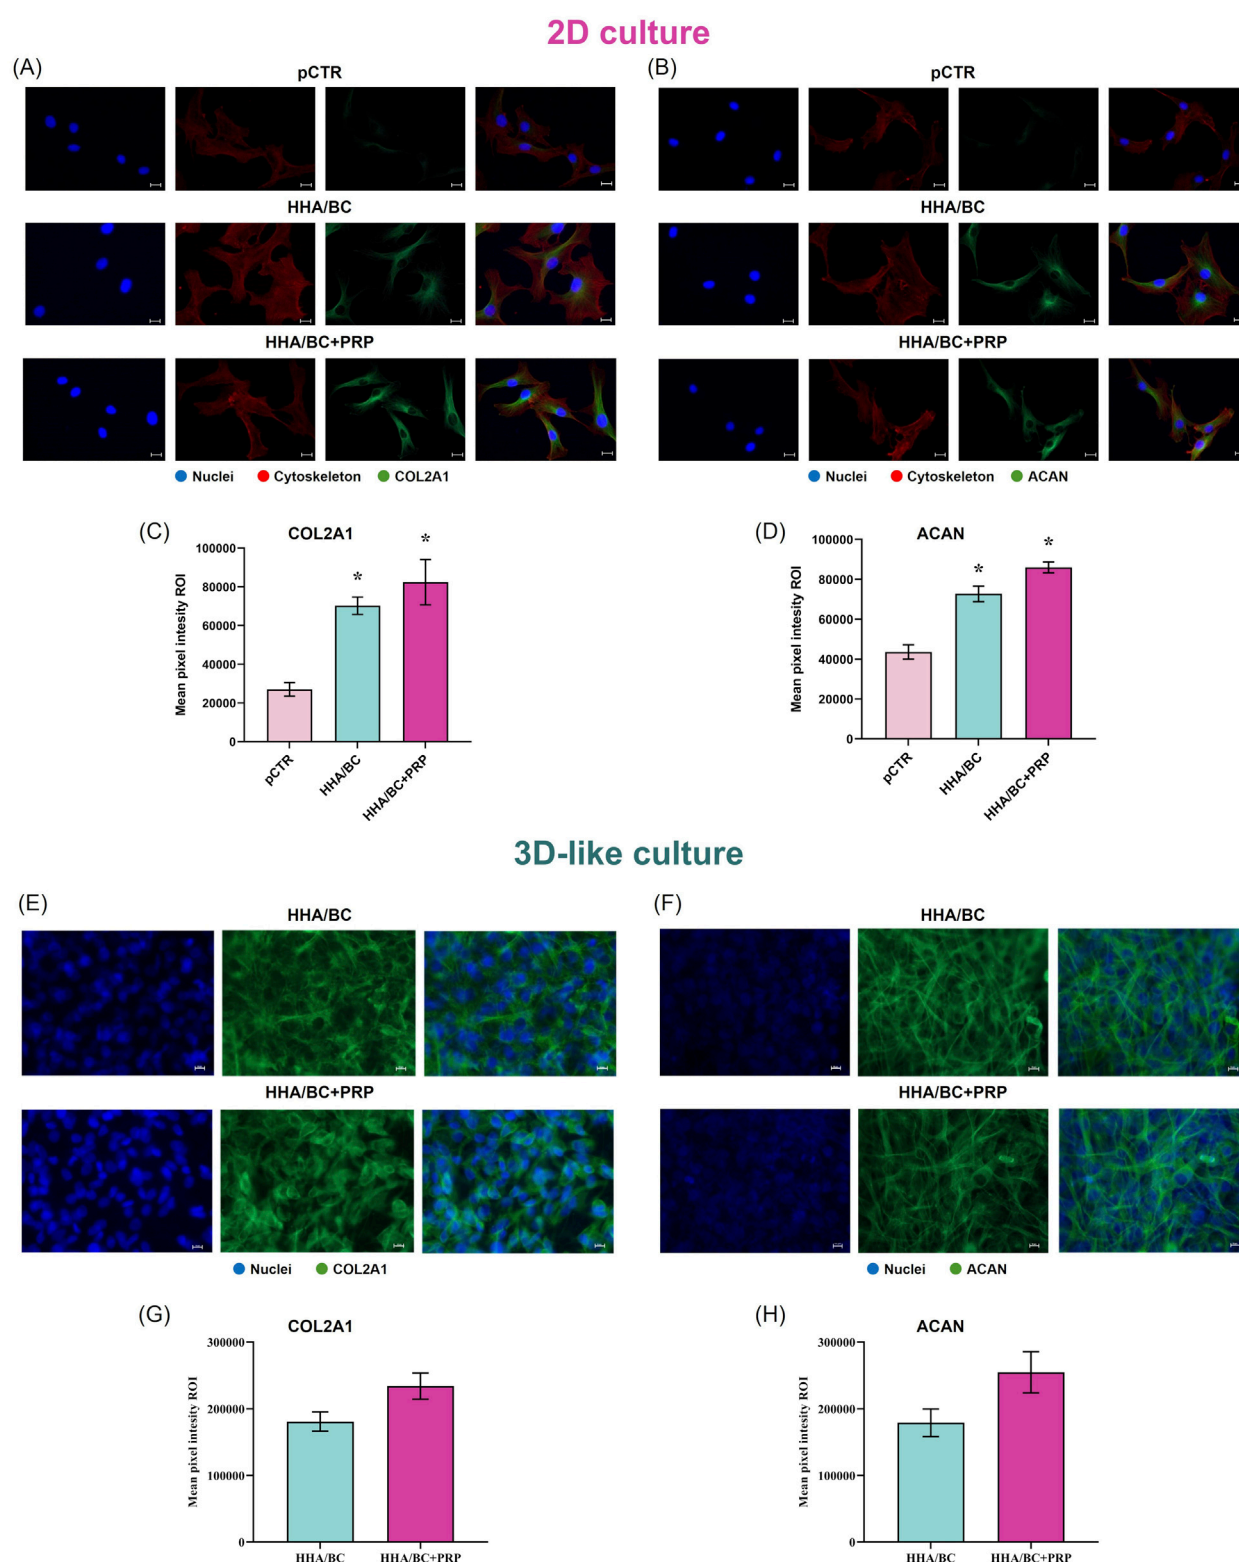 2D culture
(A)
pCTR
HHA/BC
HHA/BC+PRP
Nuclei Cytoskeleton COL2A1
(B)
pCTR
HHA/BC
HHA/BC+PRP
Nuclei Cytoskeleton ACAN
(C)
COL2A1
Mean pixel intesity ROI
100000
80000
60000
40000
20000
0
* *
pCTR
HHA/BC
HHA/BC+PRP
(D)
ACAN
Mean pixel intesity ROI
100000
80000
60000
40000
20000
0
* *
pCTR
HHA/BC
HHA/BC+PRP
3D-like culture
(E)
HHA/BC
HHA/BC+PRP
Nuclei COL2A1
(F)
HHA/BC
HHA/BC+PRP
Nuclei ACAN
(G)
COL2A1
Mean pixel intesity ROI
300000
200000
100000
0
HHA/BC HHA/BC+PRP
(H)
ACAN
Mean pixel intesity ROI
300000
200000
100000
0
HHA/BC HHA/BC+PRP